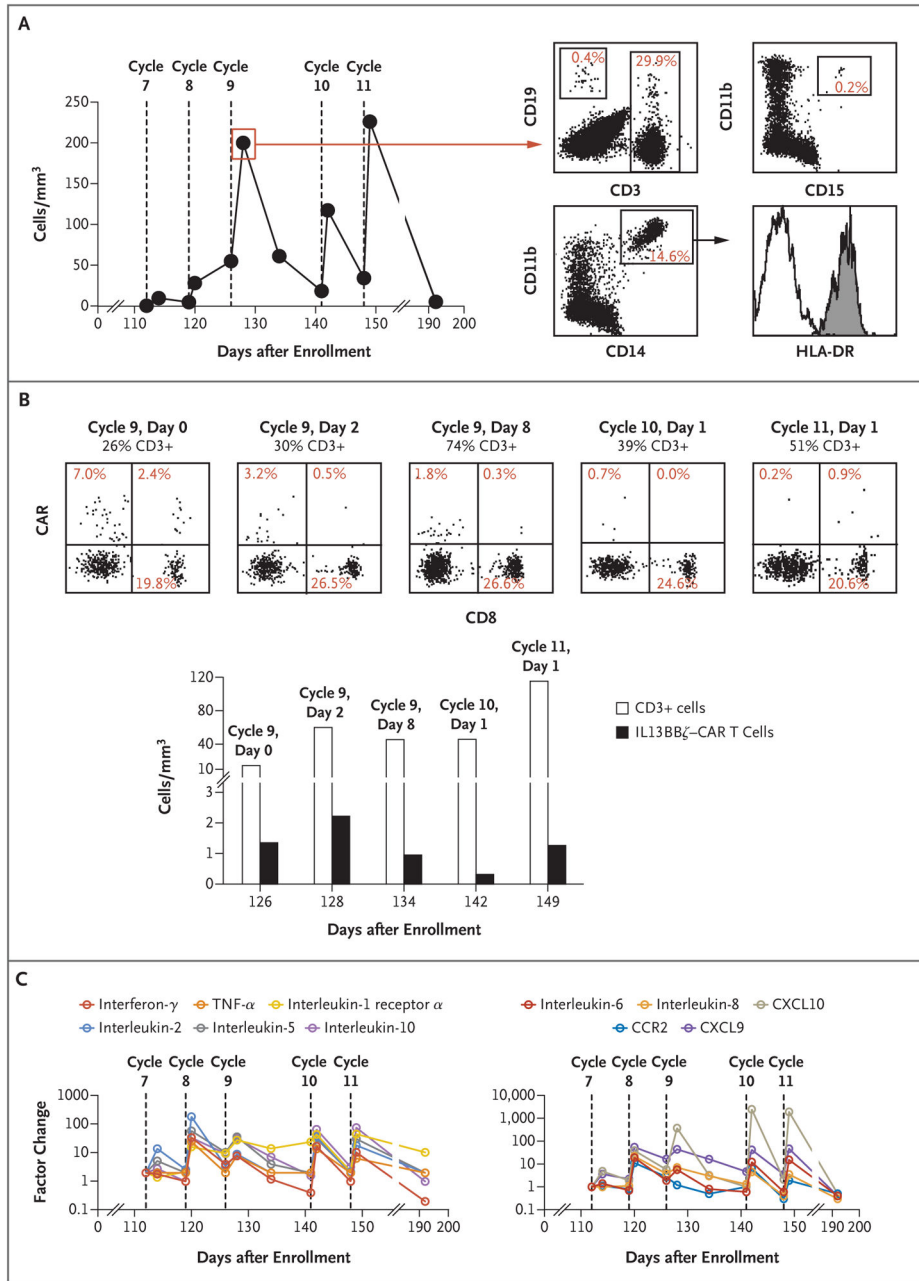 A
Cycle 7
Cycle 8
Cycle 9
Cycle 10
Cycle 11
250
200
150
100
50
0
Cells/mm³
0 110 120 130 140 150 190 200
Days after Enrollment
0.4%
29.9%
CD19
CD3
0.2%
CD11b
CD15
14.6%
CD11b
CD14
HLA-DR
B
Cycle 9, Day 0
26% CD3+
Cycle 9, Day 2
30% CD3+
Cycle 9, Day 8
74% CD3+
Cycle 10, Day 1
39% CD3+
Cycle 11, Day 1
51% CD3+
CAR
7.0% 2.4%
19.8%
3.2% 0.5%
26.5%
1.8% 0.3%
26.6%
0.7% 0.0%
24.6%
0.2% 0.9%
20.6%
CD8
120
80
40
10
3
2
1
0
Cells/mm³
Cycle 9,
Day 0
Cycle 9,
Day 2
Cycle 9,
Day 8
Cycle 10,
Day 1
Cycle 11,
Day 1
CD3+ cells
IL13BBζ–CAR T Cells
126 128 134 142 149
Days after Enrollment
C
Interferon-γ TNF-α Interleukin-1 receptor α
Interleukin-2 Interleukin-5 Interleukin-10
Cycle 7
Cycle 8
Cycle 9
Cycle 10
Cycle 11
1000
100
10
1
0.1
Factor Change
0 110 120 130 140 150 190 200
Days after Enrollment
Interleukin-6 Interleukin-8 CXCL10
CCR2 CXCL9
Cycle 7
Cycle 8
Cycle 9
Cycle 10
Cycle 11
10,000
1,000
100
10
1
0.1
0 110 120 130 140 150 190 200
Days after Enrollment